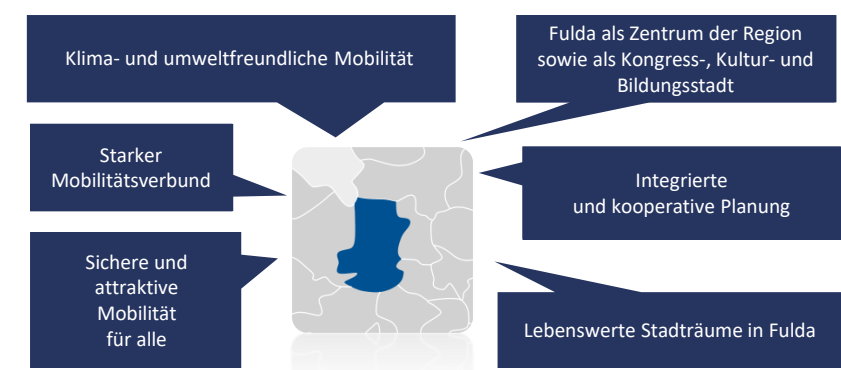 Klima- und umweltfreundliche Mobilität
Fulda als Zentrum der Region
sowie als Kongress-, Kultur- und
Bildungsstadt
Starker
Mobilitätsverbund
Integrierte
und kooperative Planung
Sichere und
attraktive
Mobilität
für alle
Lebenswerte Stadträume in Fulda